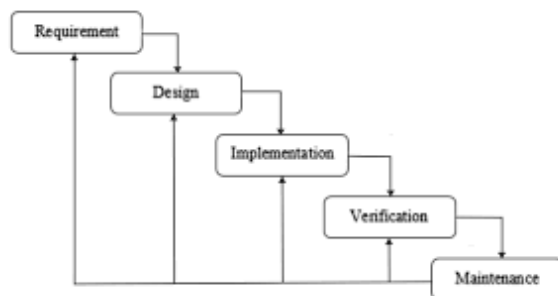 Requirement
Design
Implementation
Verification
Maintenance